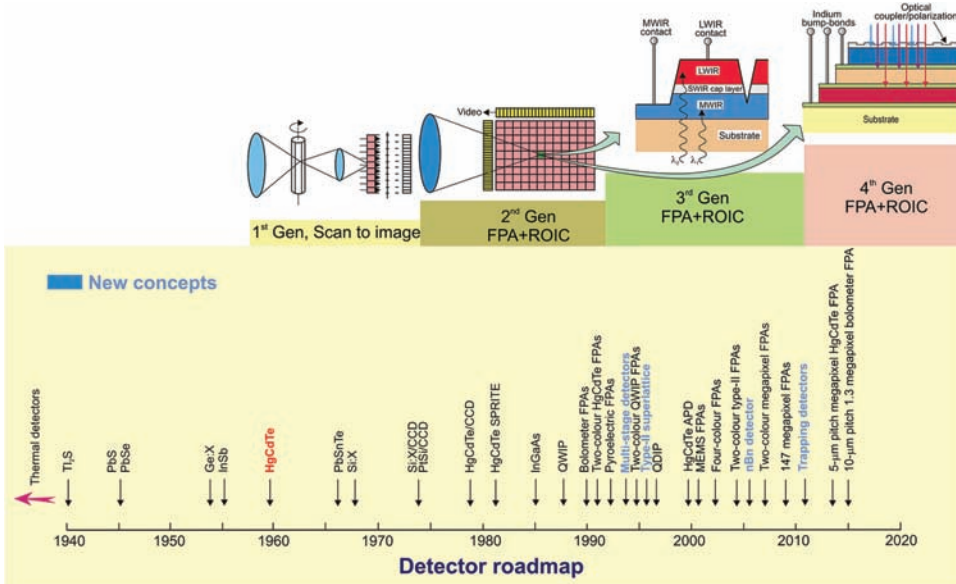 Optical
coupler/polarization
Indium
bump-bonds
MWIR
contact
LWIR
contact
LWIR
SWIR cap layer
MWIR
Substrate
λ₁
λ₂
Substrate
Video
1st Gen, Scan to image
2nd Gen
FPA+ROIC
3rd Gen
FPA+ROIC
4th Gen
FPA+ROIC
New concepts
Thermal detectors
Tl₂S
PbS
PbSe
Ge:X
InSb
HgCdTe
PbSnTe
Si:X
Si:X/CCD
PtSi/CCD
HgCdTe/CCD
HgCdTe SPRITE
InGaAs
QWIP
Bolometer FPAs
Two-colour HgCdTe FPAs
Pyroelectric FPAs
Multi-stage detectors
Two-colour QWIP FPAs
Type-II superlattice
QDIP
HgCdTe APD
MEMS FPAs
Four-colour FPAs
Two-colour type-II FPAs
nBn detector
Two-colour megapixel FPAs
147 megapixel FPAs
Trapping detectors
5-µm pitch megapixel HgCdTe FPA
10-µm pitch 1.3 megapixel bolometer FPA
1940 1950 1960 1970 1980 1990 2000 2010 2020
Detector roadmap